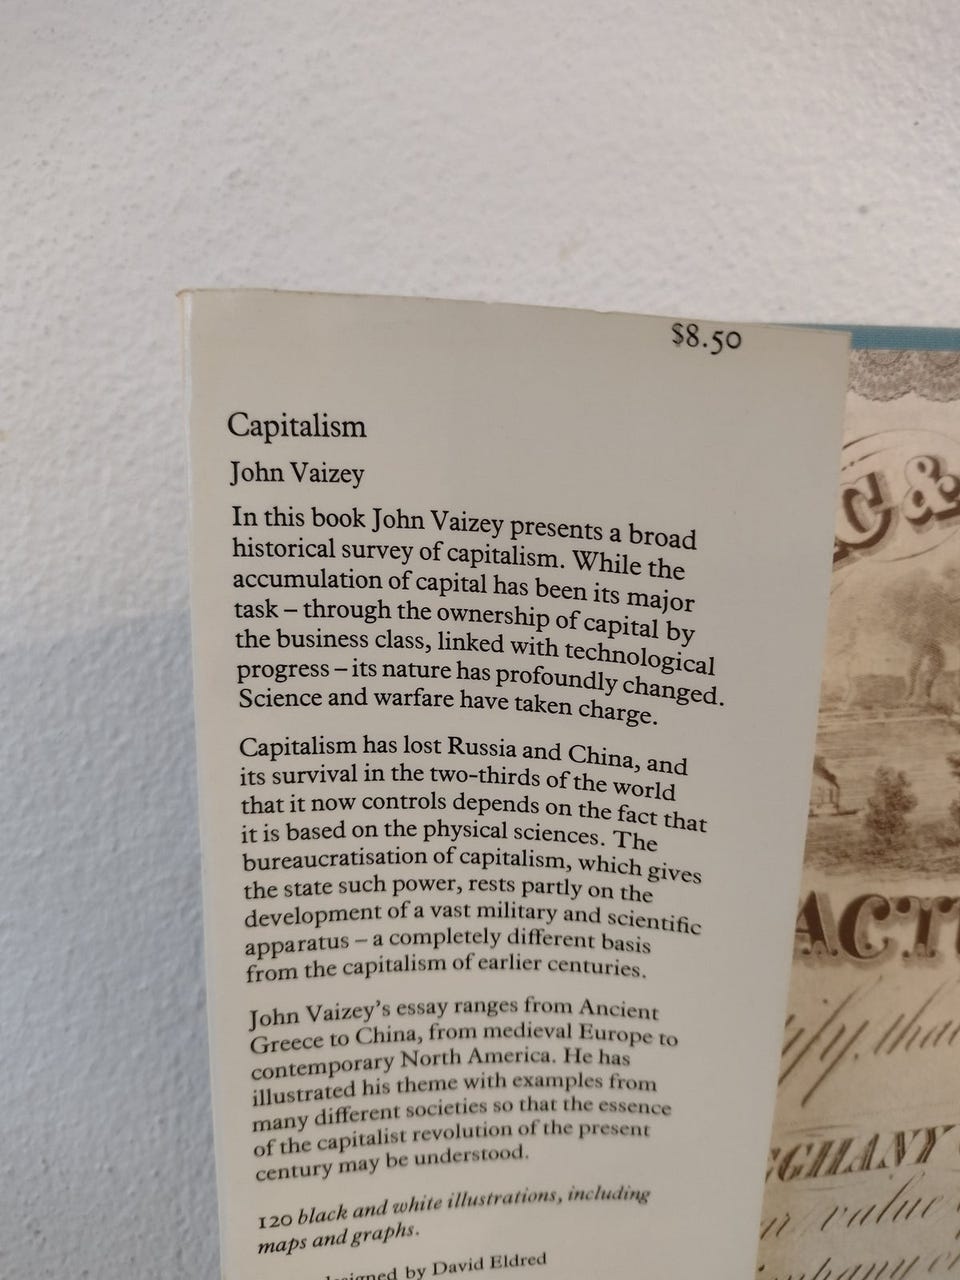 $8.50
Capitalism
John Vaizey
In this book John Vaizey presents a broad
historical survey of capitalism. While the
accumulation of capital has been its major
task – through the ownership of capital by
the business class, linked with technological
progress – its nature has profoundly changed.
Science and warfare have taken charge.
Capitalism has lost Russia and China, and
its survival in the two-thirds of the world
that it now controls depends on the fact that
it is based on the physical sciences. The
bureaucratisation of capitalism, which gives
the state such power, rests partly on the
development of a vast military and scientific
apparatus – a completely different basis
from the capitalism of earlier centuries.
John Vaizey's essay ranges from Ancient
Greece to China, from medieval Europe to
contemporary North America. He has
illustrated his theme with examples from
many different societies so that the essence
of the capitalist revolution of the present
century may be understood.
120 black and white illustrations, including
maps and graphs.
by David Eldred
C &
that
value